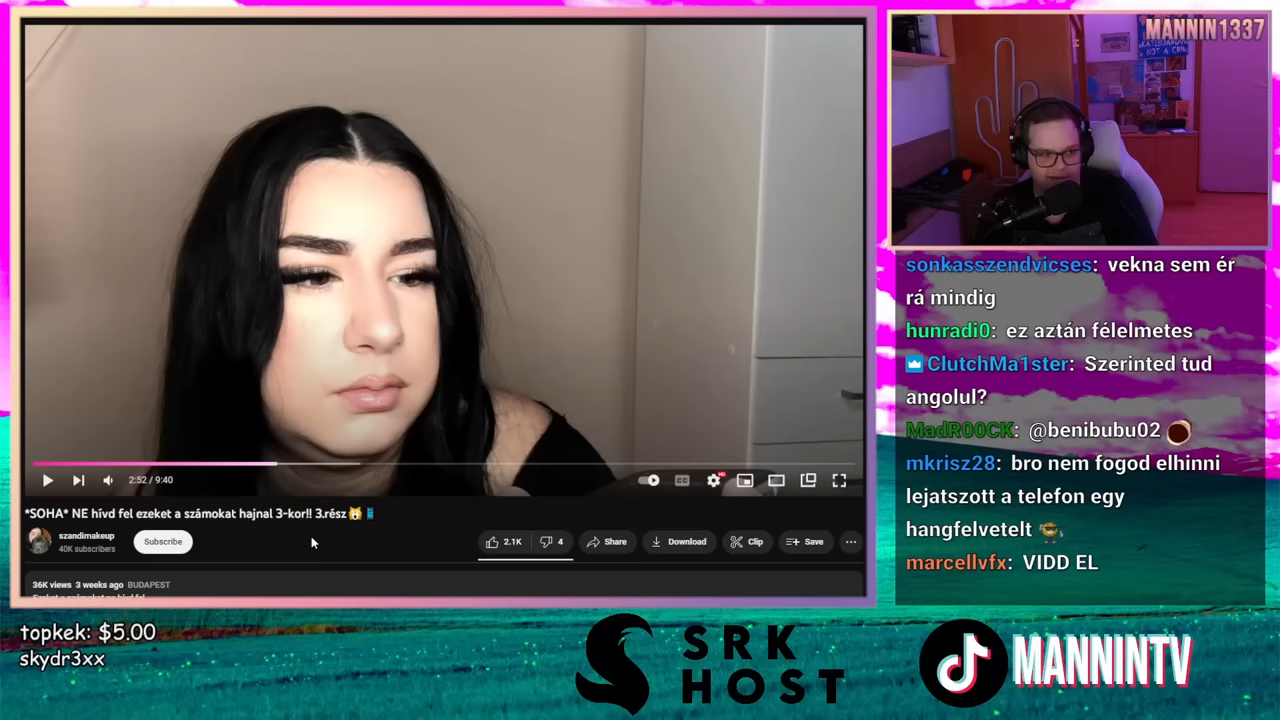 MANNIN1337
2:52 / 9:40
CC
HD
*SOHA* NE hívd fel ezeket a számokat hajnal 3-kor!! 3.rész
szandimakeup
40K subscribers
Subscribe
2.1K
4
Share
Download
Clip
Save
36K views 3 weeks ago BUDAPEST
sonkasszendvicses: vekna sem ér
rá mindig
hunradi0: ez aztán félelmetes
ClutchMa1ster: Szerinted tud
angolul?
MadR00CK: @benibubu02
mkrisz28: bro nem fogod elhinni
lejatszott a telefon egy
hangfelvetelt
marcellvfx: VIDD EL
topkek: $5.00
skydr3xx
SRK
HOST
MANNINTV